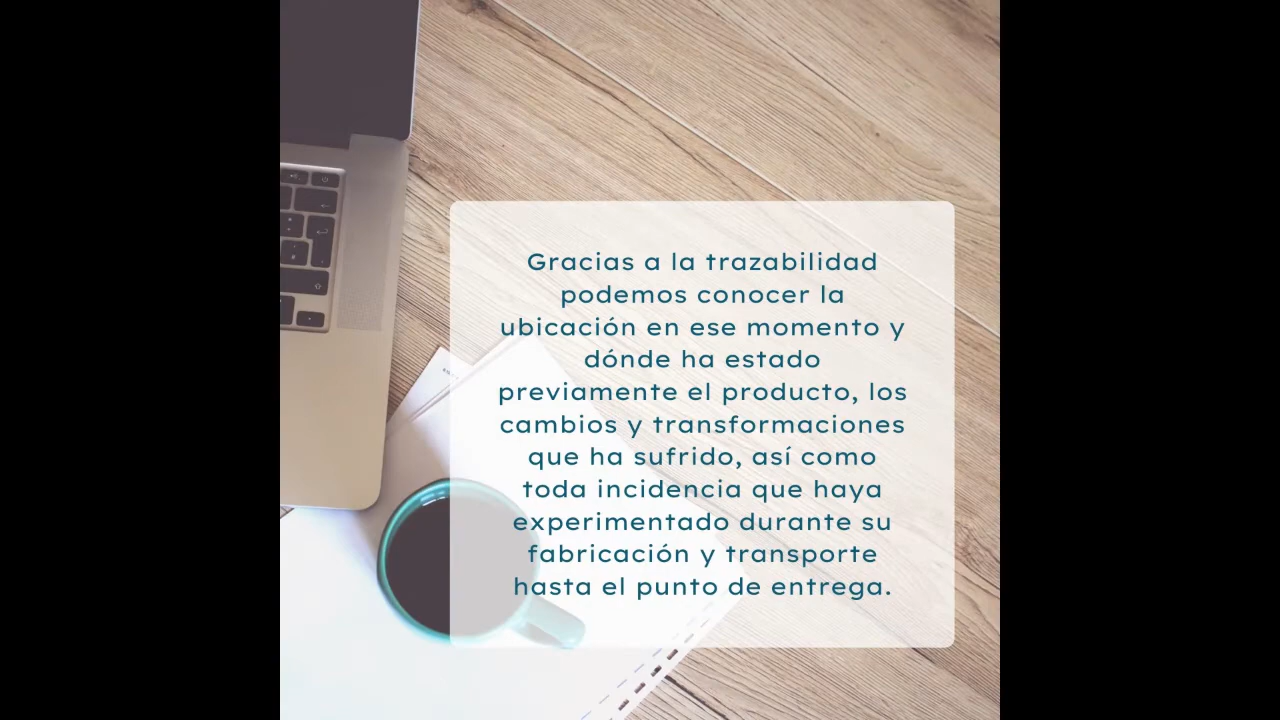 Gracias a la trazabilidad
podemos conocer la
ubicación en ese momento y
dónde ha estado
previamente el producto, los
cambios y transformaciones
que ha sufrido, así como
toda incidencia que haya
experimentado durante su
fabricación y transporte
hasta el punto de entrega.